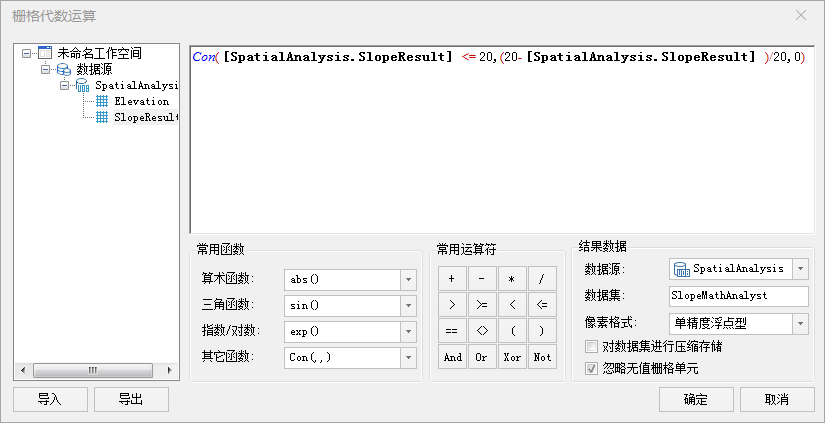 栅格代数运算
未命名工作空间
数据源
SpatialAnalysis
Elevation
SlopeResult
Con( [SpatialAnalysis.SlopeResult] <= 20,(20-[SpatialAnalysis.SlopeResult] )/20,0)
常用函数
算术函数: abs()
三角函数: sin()
指数/对数: exp()
其它函数: Con(,,)
常用运算符
+ - * /
> >= < <=
== <> ( )
And Or Xor Not
结果数据
数据源: SpatialAnalysis
数据集: SlopeMathAnalyst
像素格式: 单精度浮点型
对数据集进行压缩存储
忽略无值栅格单元
导入 导出 确定 取消